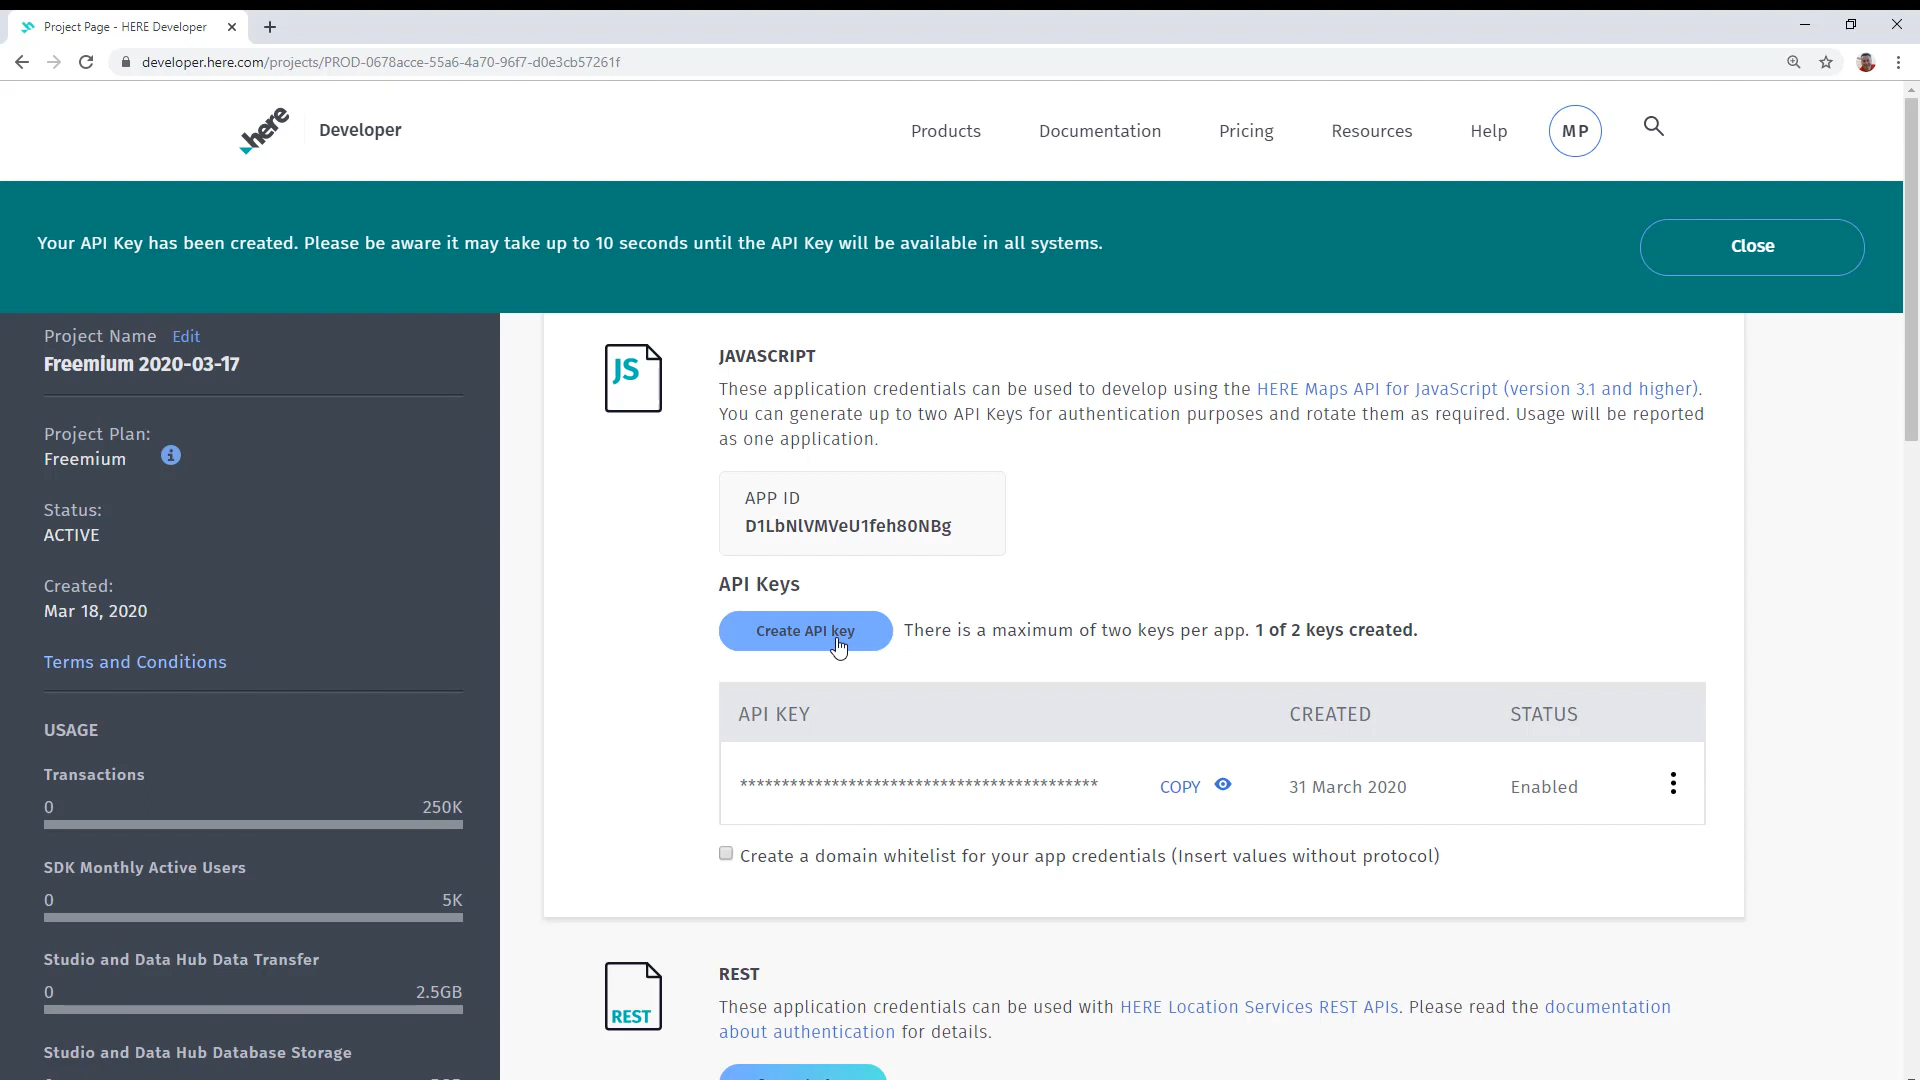 Project Page - HERE Developer
developer.here.com/projects/PROD-0678acce-55a6-4a70-96f7-d0e3cb57261f
here
Developer
Products
Documentation
Pricing
Resources
Help
MP
Your API Key has been created. Please be aware it may take up to 10 seconds until the API Key will be available in all systems.
Close
Project Name Edit
Freemium 2020-03-17
Project Plan:
Freemium
Status:
ACTIVE
Created:
Mar 18, 2020
Terms and Conditions
USAGE
Transactions
0 250K
SDK Monthly Active Users
0 5K
Studio and Data Hub Data Transfer
0 2.5GB
Studio and Data Hub Database Storage
JS
JAVASCRIPT
These application credentials can be used to develop using the HERE Maps API for JavaScript (version 3.1 and higher).
You can generate up to two API Keys for authentication purposes and rotate them as required. Usage will be reported
as one application.
APP ID
D1LbNlVMVeU1feh80NBg
API Keys
Create API key
There is a maximum of two keys per app. 1 of 2 keys created.
API KEY CREATED STATUS
******************************************* COPY 31 March 2020 Enabled
Create a domain whitelist for your app credentials (Insert values without protocol)
REST
REST
These application credentials can be used with HERE Location Services REST APIs. Please read the documentation
about authentication for details.